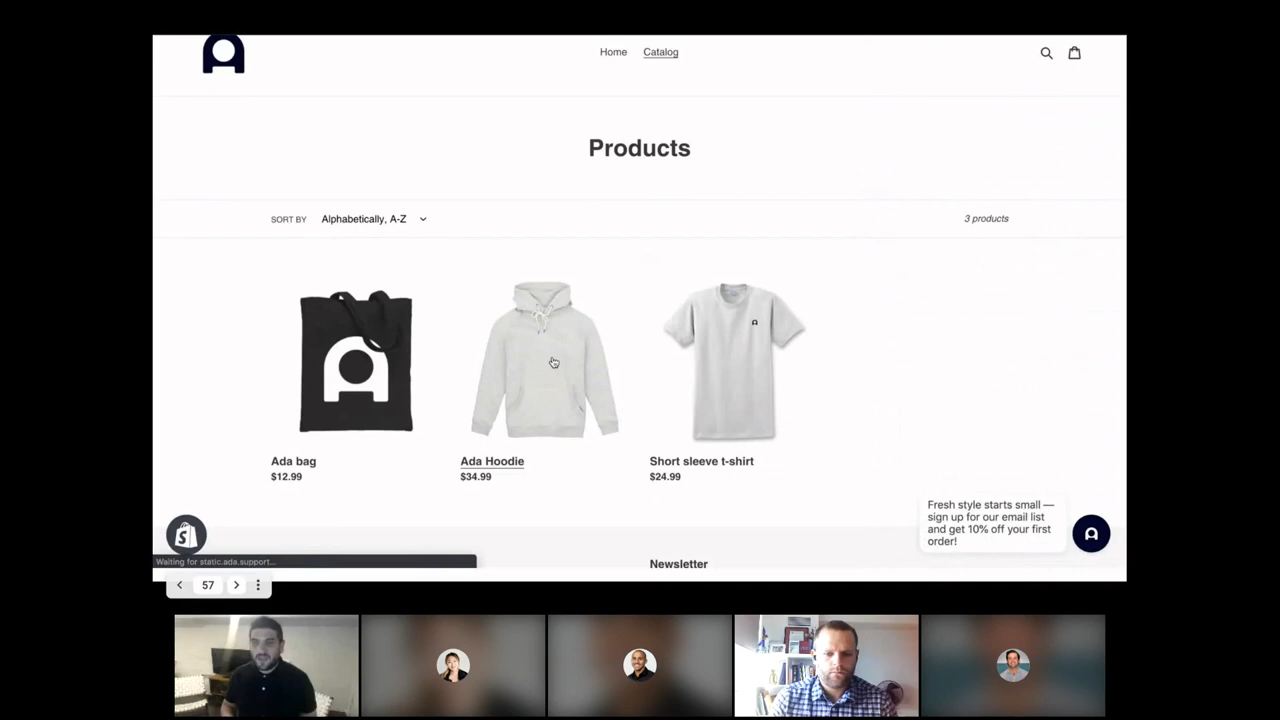 Home Catalog
Products
SORT BY Alphabetically, A-Z
3 products
Ada bag
$12.99
Ada Hoodie
$34.99
Short sleeve t-shirt
$24.99
Fresh style starts small —
sign up for our email list
and get 10% off your first
order!
Waiting for static.ada.support...
Newsletter
57